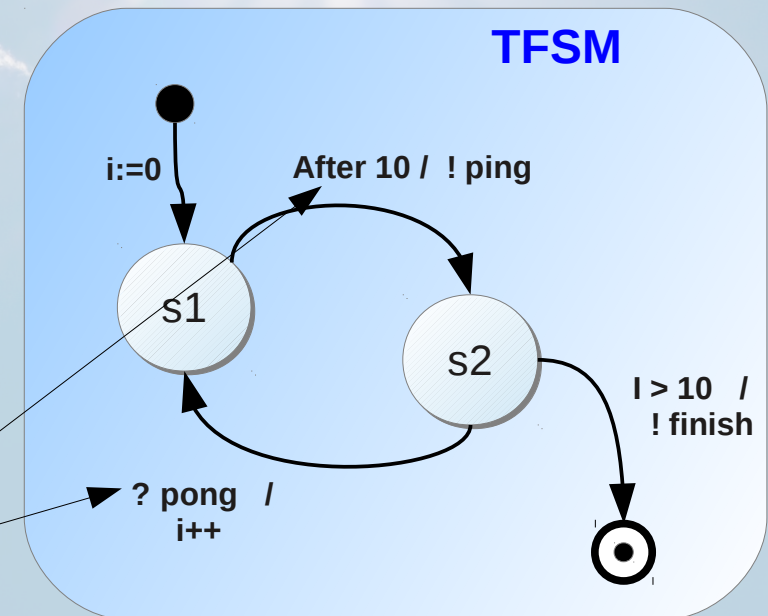 TFSM
i:=0
After 10 / ! ping
s1
s2
I > 10 /
! finish
? pong /
i++